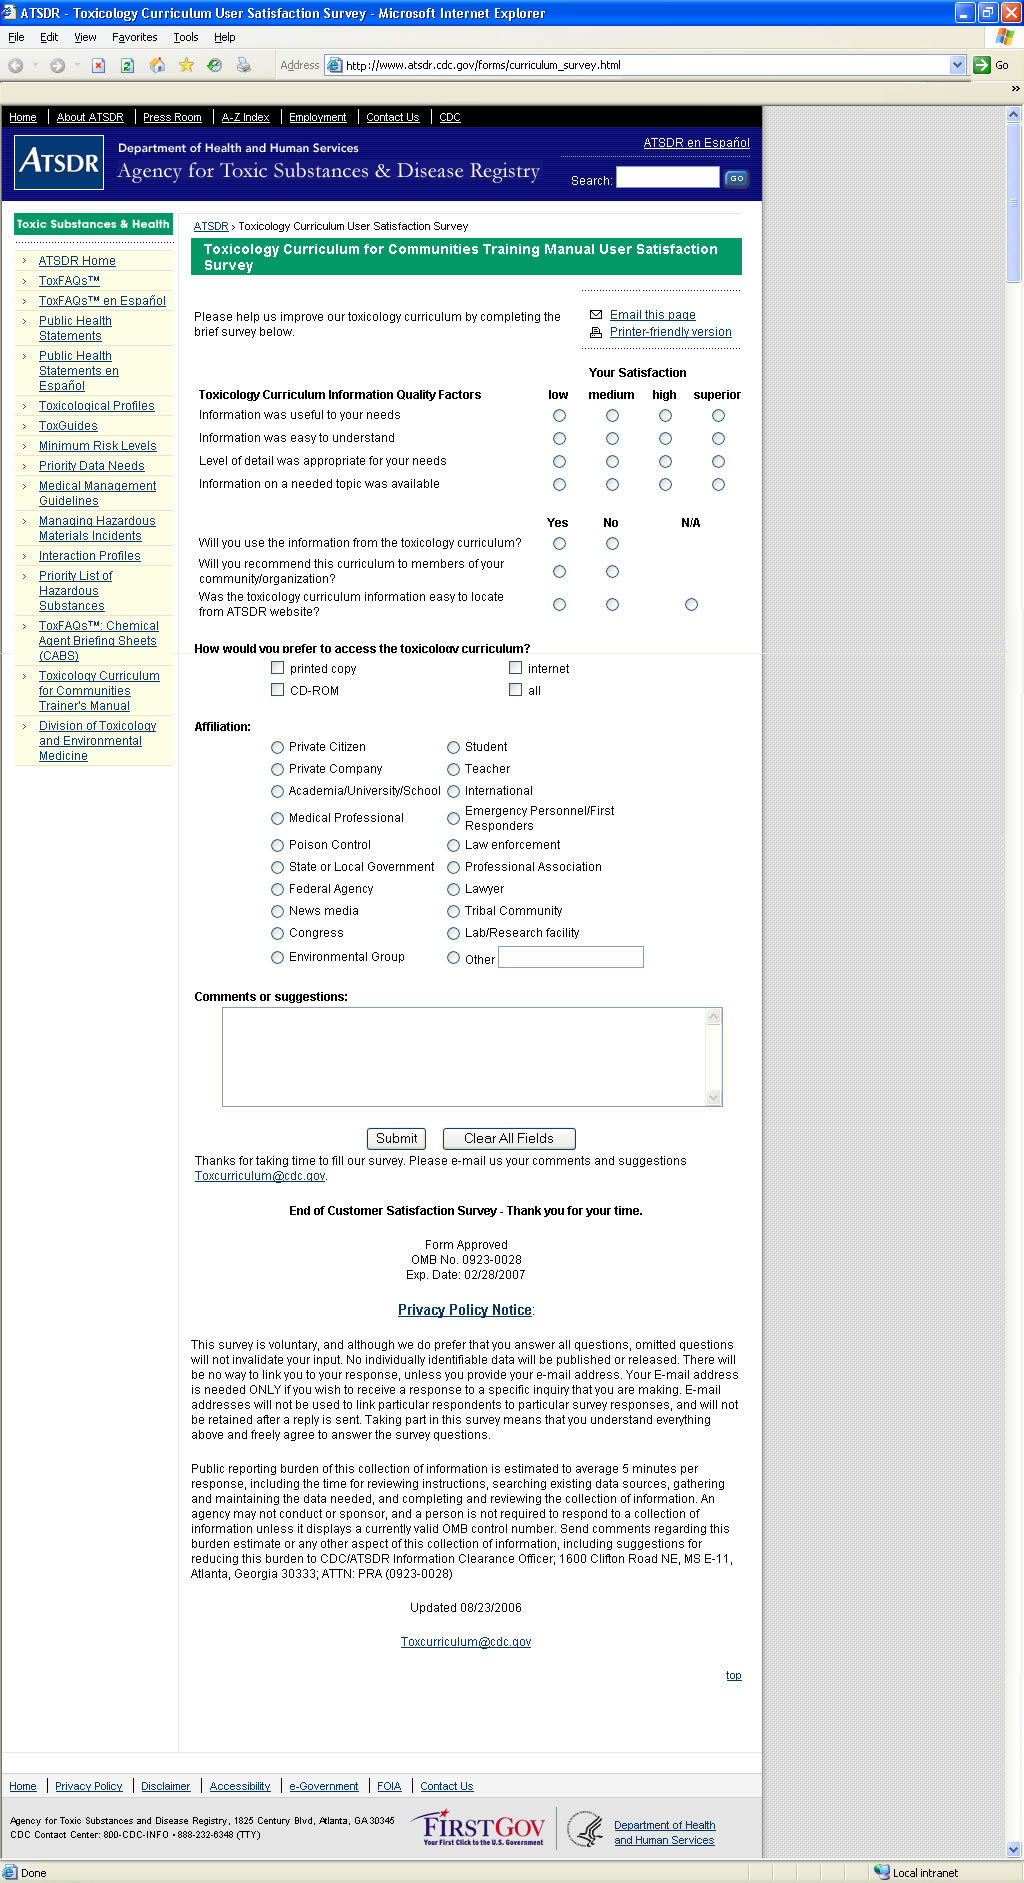 ATSDR - Toxicology Curriculum User Satisfaction Survey - Microsoft Internet Explorer
File Edit View Favorites Tools Help
Address http://www.atsdr.cdc.gov/forms/curriculum_survey.html Go
Home About ATSDR Press Room A-Z Index Employment Contact Us CDC
ATSDR
Department of Health and Human Services
Agency for Toxic Substances & Disease Registry
ATSDR en Español
Search: GO
Toxic Substances & Health
ATSDR Home
ToxFAQs™
ToxFAQs™ en Español
Public Health
Statements
Public Health
Statements en
Español
Toxicological Profiles
ToxGuides
Minimum Risk Levels
Priority Data Needs
Medical Management
Guidelines
Managing Hazardous
Materials Incidents
Interaction Profiles
Priority List of
Hazardous
Substances
ToxFAQs™: Chemical
Agent Briefing Sheets
(CABS)
Toxicology Curriculum
for Communities
Trainer's Manual
Division of Toxicology
and Environmental
Medicine
ATSDR > Toxicology Curriculum User Satisfaction Survey
Toxicology Curriculum for Communities Training Manual User Satisfaction
Survey
Please help us improve our toxicology curriculum by completing the
brief survey below.
Email this page
Printer-friendly version
Your Satisfaction
Toxicology Curriculum Information Quality Factors low medium high superior
Information was useful to your needs
Information was easy to understand
Level of detail was appropriate for your needs
Information on a needed topic was available
Yes No N/A
Will you use the information from the toxicology curriculum?
Will you recommend this curriculum to members of your
community/organization?
Was the toxicology curriculum information easy to locate
from ATSDR website?
How would you prefer to access the toxicology curriculum?
printed copy internet
CD-ROM all
Affiliation:
Private Citizen Student
Private Company Teacher
Academia/University/School International
Medical Professional Emergency Personnel/First
Responders
Poison Control Law enforcement
State or Local Government Professional Association
Federal Agency Lawyer
News media Tribal Community
Congress Lab/Research facility
Environmental Group Other
Comments or suggestions:
Submit Clear All Fields
Thanks for taking time to fill our survey. Please e-mail us your comments and suggestions
Toxcurriculum@cdc.gov.
End of Customer Satisfaction Survey - Thank you for your time.
Form Approved
OMB No. 0923-0028
Exp. Date: 02/28/2007
Privacy Policy Notice:
This survey is voluntary, and although we do prefer that you answer all questions, omitted questions
will not invalidate your input. No individually identifiable data will be published or released. There will
be no way to link you to your response, unless you provide your e-mail address. Your E-mail address
is needed ONLY if you wish to receive a response to a specific inquiry that you are making. E-mail
addresses will not be used to link particular respondents to particular survey responses, and will not
be retained after a reply is sent. Taking part in this survey means that you understand everything
above and freely agree to answer the survey questions.
Public reporting burden of this collection of information is estimated to average 5 minutes per
response, including the time for reviewing instructions, searching existing data sources, gathering
and maintaining the data needed, and completing and reviewing the collection of information. An
agency may not conduct or sponsor, and a person is not required to respond to a collection of
information unless it displays a currently valid OMB control number. Send comments regarding this
burden estimate or any other aspect of this collection of information, including suggestions for
reducing this burden to CDC/ATSDR Information Clearance Officer; 1600 Clifton Road NE, MS E-11,
Atlanta, Georgia 30333; ATTN: PRA (0923-0028)
Updated 08/23/2006
Toxcurriculum@cdc.gov
top
Home Privacy Policy Disclaimer Accessibility e-Government FOIA Contact Us
Agency for Toxic Substances and Disease Registry, 1825 Century Blvd, Atlanta, GA 30345
CDC Contact Center: 800-CDC-INFO • 888-232-6348 (TTY)
FIRSTGOV
Your First Click to the U.S. Government
Department of Health
and Human Services
Done Local intranet